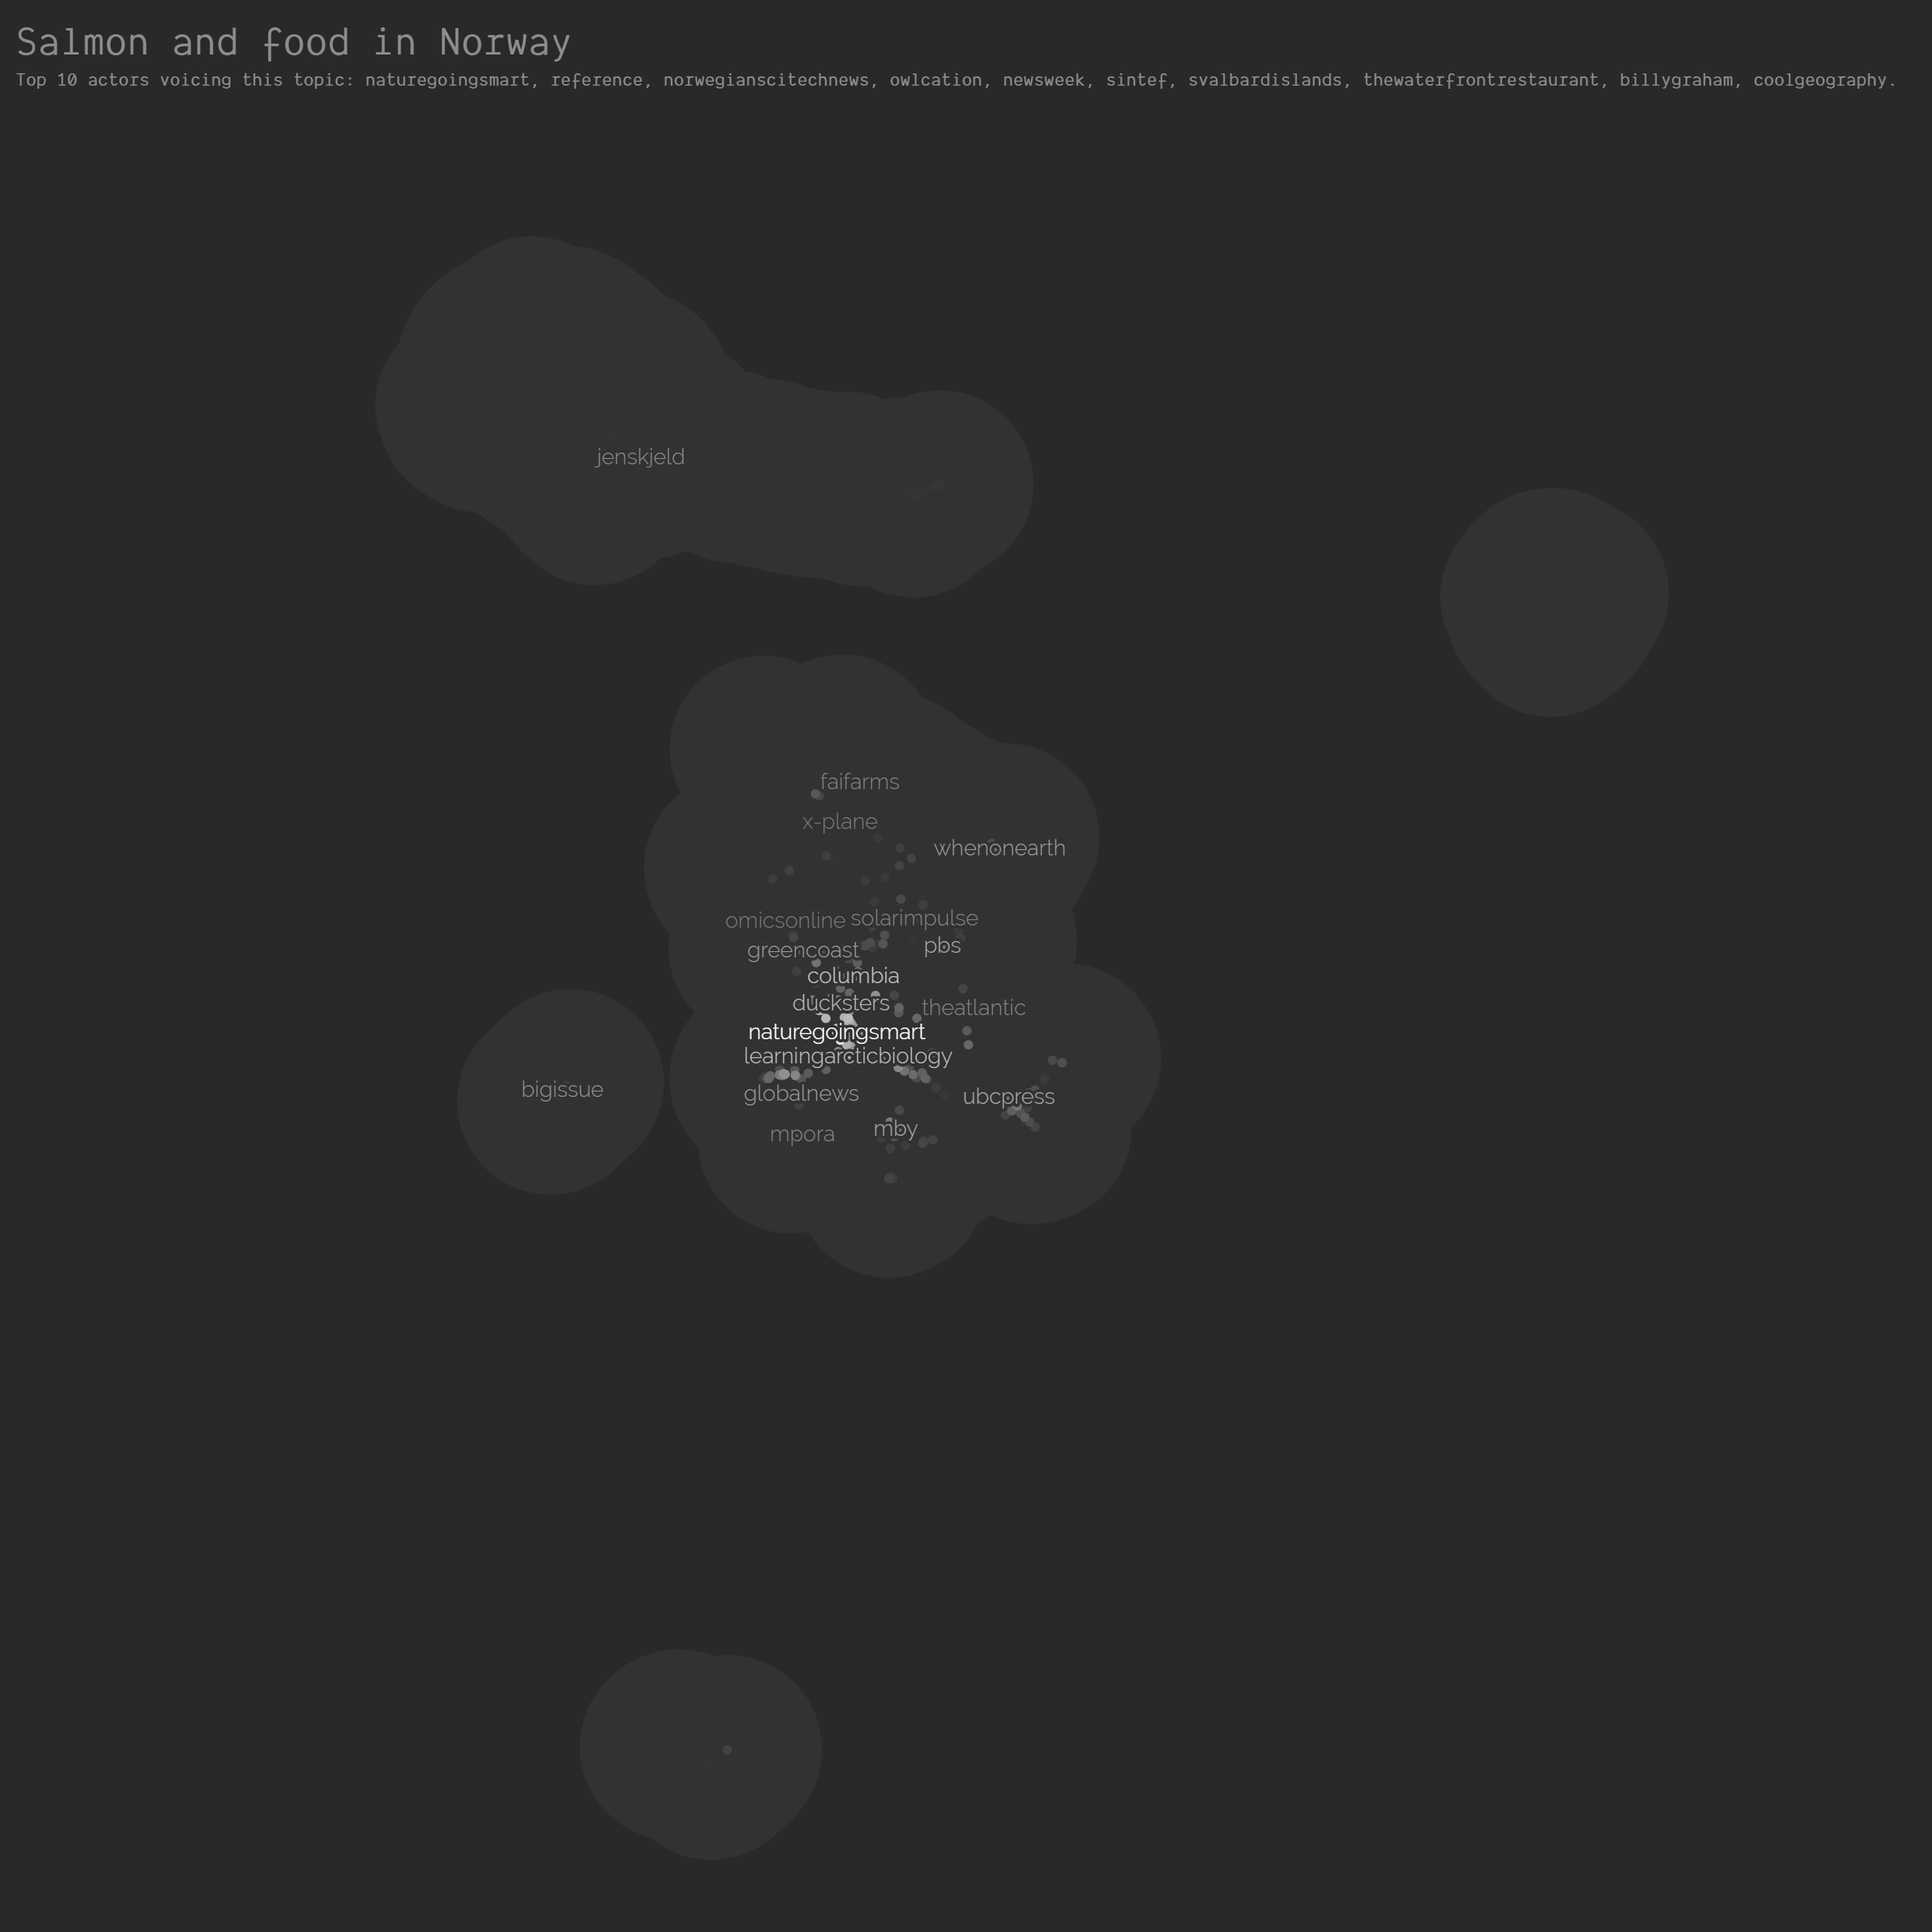 Salmon and food in Norway
Top 10 actors voicing this topic: naturegoingsmart, reference, norwegianscitechnews, owlcation, newsweek, sintef, svalbardislands, thewaterfrontrestaurant, billygraham, coolgeography.
jenskjeld
faifarms
x-plane
whenonearth
omicsonline solarimpulse
greencoast pbs
columbia
ducksters theatlantic
naturegoingsmart
learningarcticbiology
bigissue globalnews ubcpress
mpora mby